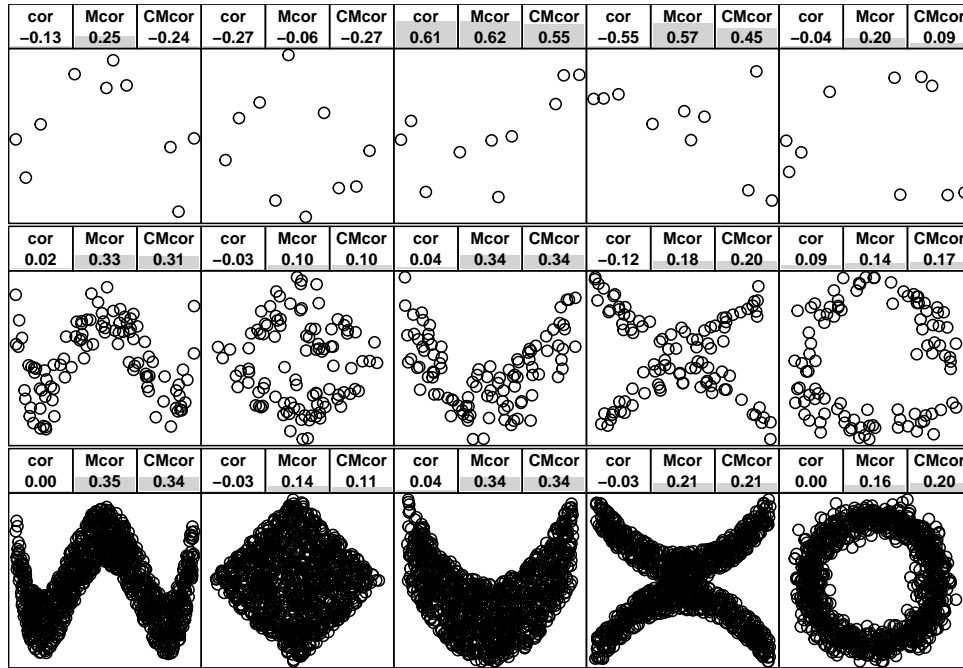 cor Mcor CMcor cor Mcor CMcor cor Mcor CMcor cor Mcor CMcor cor Mcor CMcor
−0.13 0.25 −0.24 −0.27 −0.06 −0.27 0.61 0.62 0.55 −0.55 0.57 0.45 −0.04 0.20 0.09
cor Mcor CMcor cor Mcor CMcor cor Mcor CMcor cor Mcor CMcor cor Mcor CMcor
0.02 0.33 0.31 −0.03 0.10 0.10 0.04 0.34 0.34 −0.12 0.18 0.20 0.09 0.14 0.17
cor Mcor CMcor cor Mcor CMcor cor Mcor CMcor cor Mcor CMcor cor Mcor CMcor
0.00 0.35 0.34 −0.03 0.14 0.11 0.04 0.34 0.34 −0.03 0.21 0.21 0.00 0.16 0.20